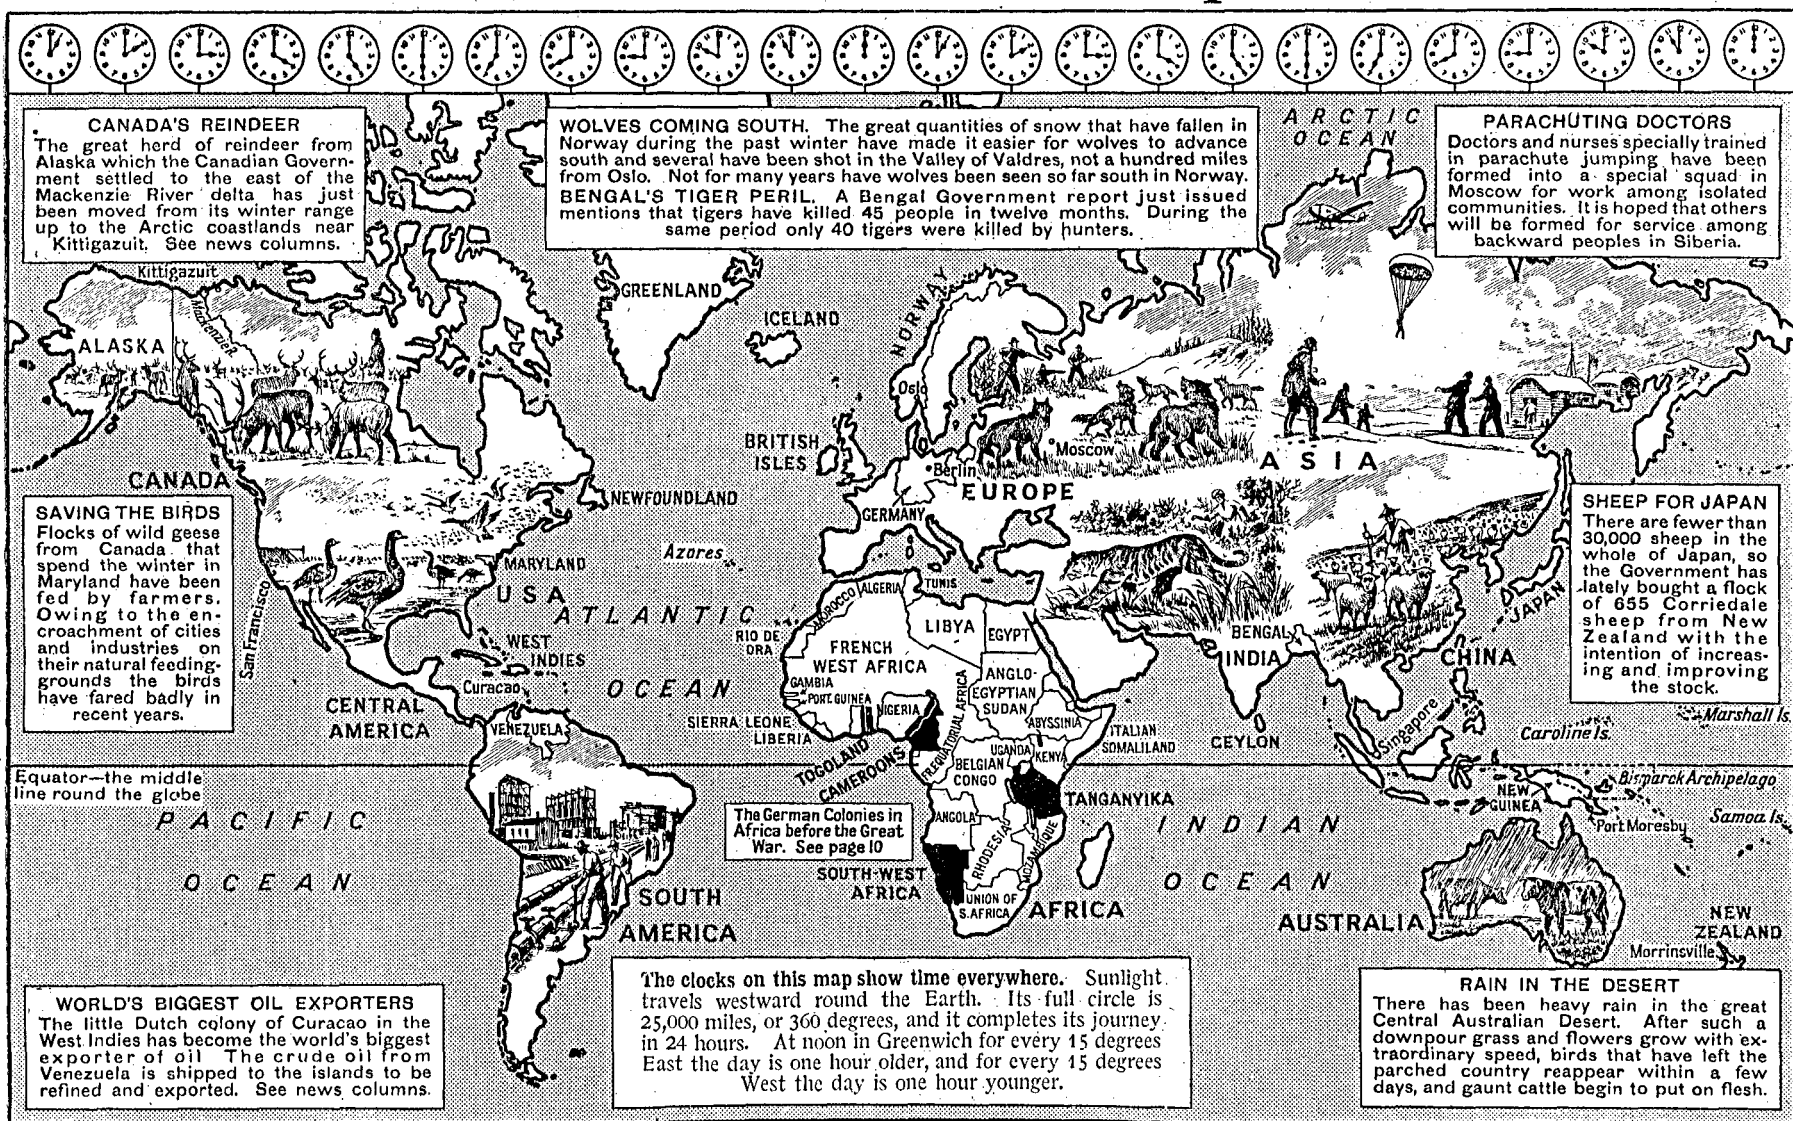 CANADA'S REINDEER
The great herd of reindeer from
Alaska which the Canadian Govern-
ment settled to the east of the
Mackenzie River delta has just
been moved from its winter range
up to the Arctic coastlands near
Kittigazuit. See news columns.
WOLVES COMING SOUTH. The great quantities of snow that have fallen in
Norway during the past winter have made it easier for wolves to advance
south and several have been shot in the Valley of Valdres, not a hundred miles
from Oslo. Not for many years have wolves been seen so far south in Norway.
BENGAL'S TIGER PERIL. A Bengal Government report just issued
mentions that tigers have killed 45 people in twelve months. During the
same period only 40 tigers were killed by hunters.
ARCTIC
OCEAN
PARACHUTING DOCTORS
Doctors and nurses specially trained
in parachute jumping have been
formed into a special squad in
Moscow for work among isolated
communities. It is hoped that others
will be formed for service among
backward peoples in Siberia.
Kittigazuit
Mackenzie R.
ALASKA
GREENLAND
ICELAND
NORWAY
Oslo
BRITISH
ISLES
Moscow
Berlin
ASIA
EUROPE
GERMANY
CANADA
NEWFOUNDLAND
SAVING THE BIRDS
Flocks of wild geese
from Canada that
spend the winter in
Maryland have been
fed by farmers.
Owing to the en-
croachment of cities
and industries on
their natural feeding-
grounds the birds
have fared badly in
recent years.
San Francisco
MARYLAND
USA
Azores
ATLANTIC
OCEAN
WEST
INDIES
Curacao
CENTRAL
AMERICA
VENEZUELA
SHEEP FOR JAPAN
There are fewer than
30,000 sheep in the
whole of Japan, so
the Government has
lately bought a flock
of 655 Corriedale
sheep from New
Zealand with the
intention of increas-
ing and improving
the stock.
JAPAN
CHINA
BENGAL
INDIA
CEYLON
Singapore
Caroline Is.
Marshall Is.
MOROCCO
ALGERIA
TUNIS
LIBYA
EGYPT
RIO DE
ORA
FRENCH
WEST AFRICA
GAMBIA
PORT. GUINEA
SIERRA LEONE
LIBERIA
NIGERIA
TOGOLAND
CAMEROONS
FR. EQUATORIAL AFRICA
ANGLO-
EGYPTIAN
SUDAN
ABYSSINIA
ITALIAN
SOMALILAND
UGANDA
KENYA
BELGIAN
CONGO
TANGANYIKA
ANGOLA
RHODESIA
MOZAMBIQUE
SOUTH-WEST
AFRICA
UNION OF
S. AFRICA
AFRICA
The German Colonies in
Africa before the Great
War. See page 10
Equator—the middle
line round the globe
PACIFIC
OCEAN
SOUTH
AMERICA
INDIAN
OCEAN
NEW
GUINEA
Bismarck Archipelago
Port Moresby
Samoa Is.
AUSTRALIA
NEW
ZEALAND
Morrinsville
WORLD'S BIGGEST OIL EXPORTERS
The little Dutch colony of Curacao in the
West Indies has become the world's biggest
exporter of oil The crude oil from
Venezuela is shipped to the islands to be
refined and exported. See news columns.
The clocks on this map show time everywhere. Sunlight
travels westward round the Earth. Its full circle is
25,000 miles, or 360 degrees, and it completes its journey
in 24 hours. At noon in Greenwich for every 15 degrees
East the day is one hour older, and for every 15 degrees
West the day is one hour younger.
RAIN IN THE DESERT
There has been heavy rain in the great
Central Australian Desert. After such a
downpour grass and flowers grow with ex-
traordinary speed, birds that have left the
parched country reappear within a few
days, and gaunt cattle begin to put on flesh.